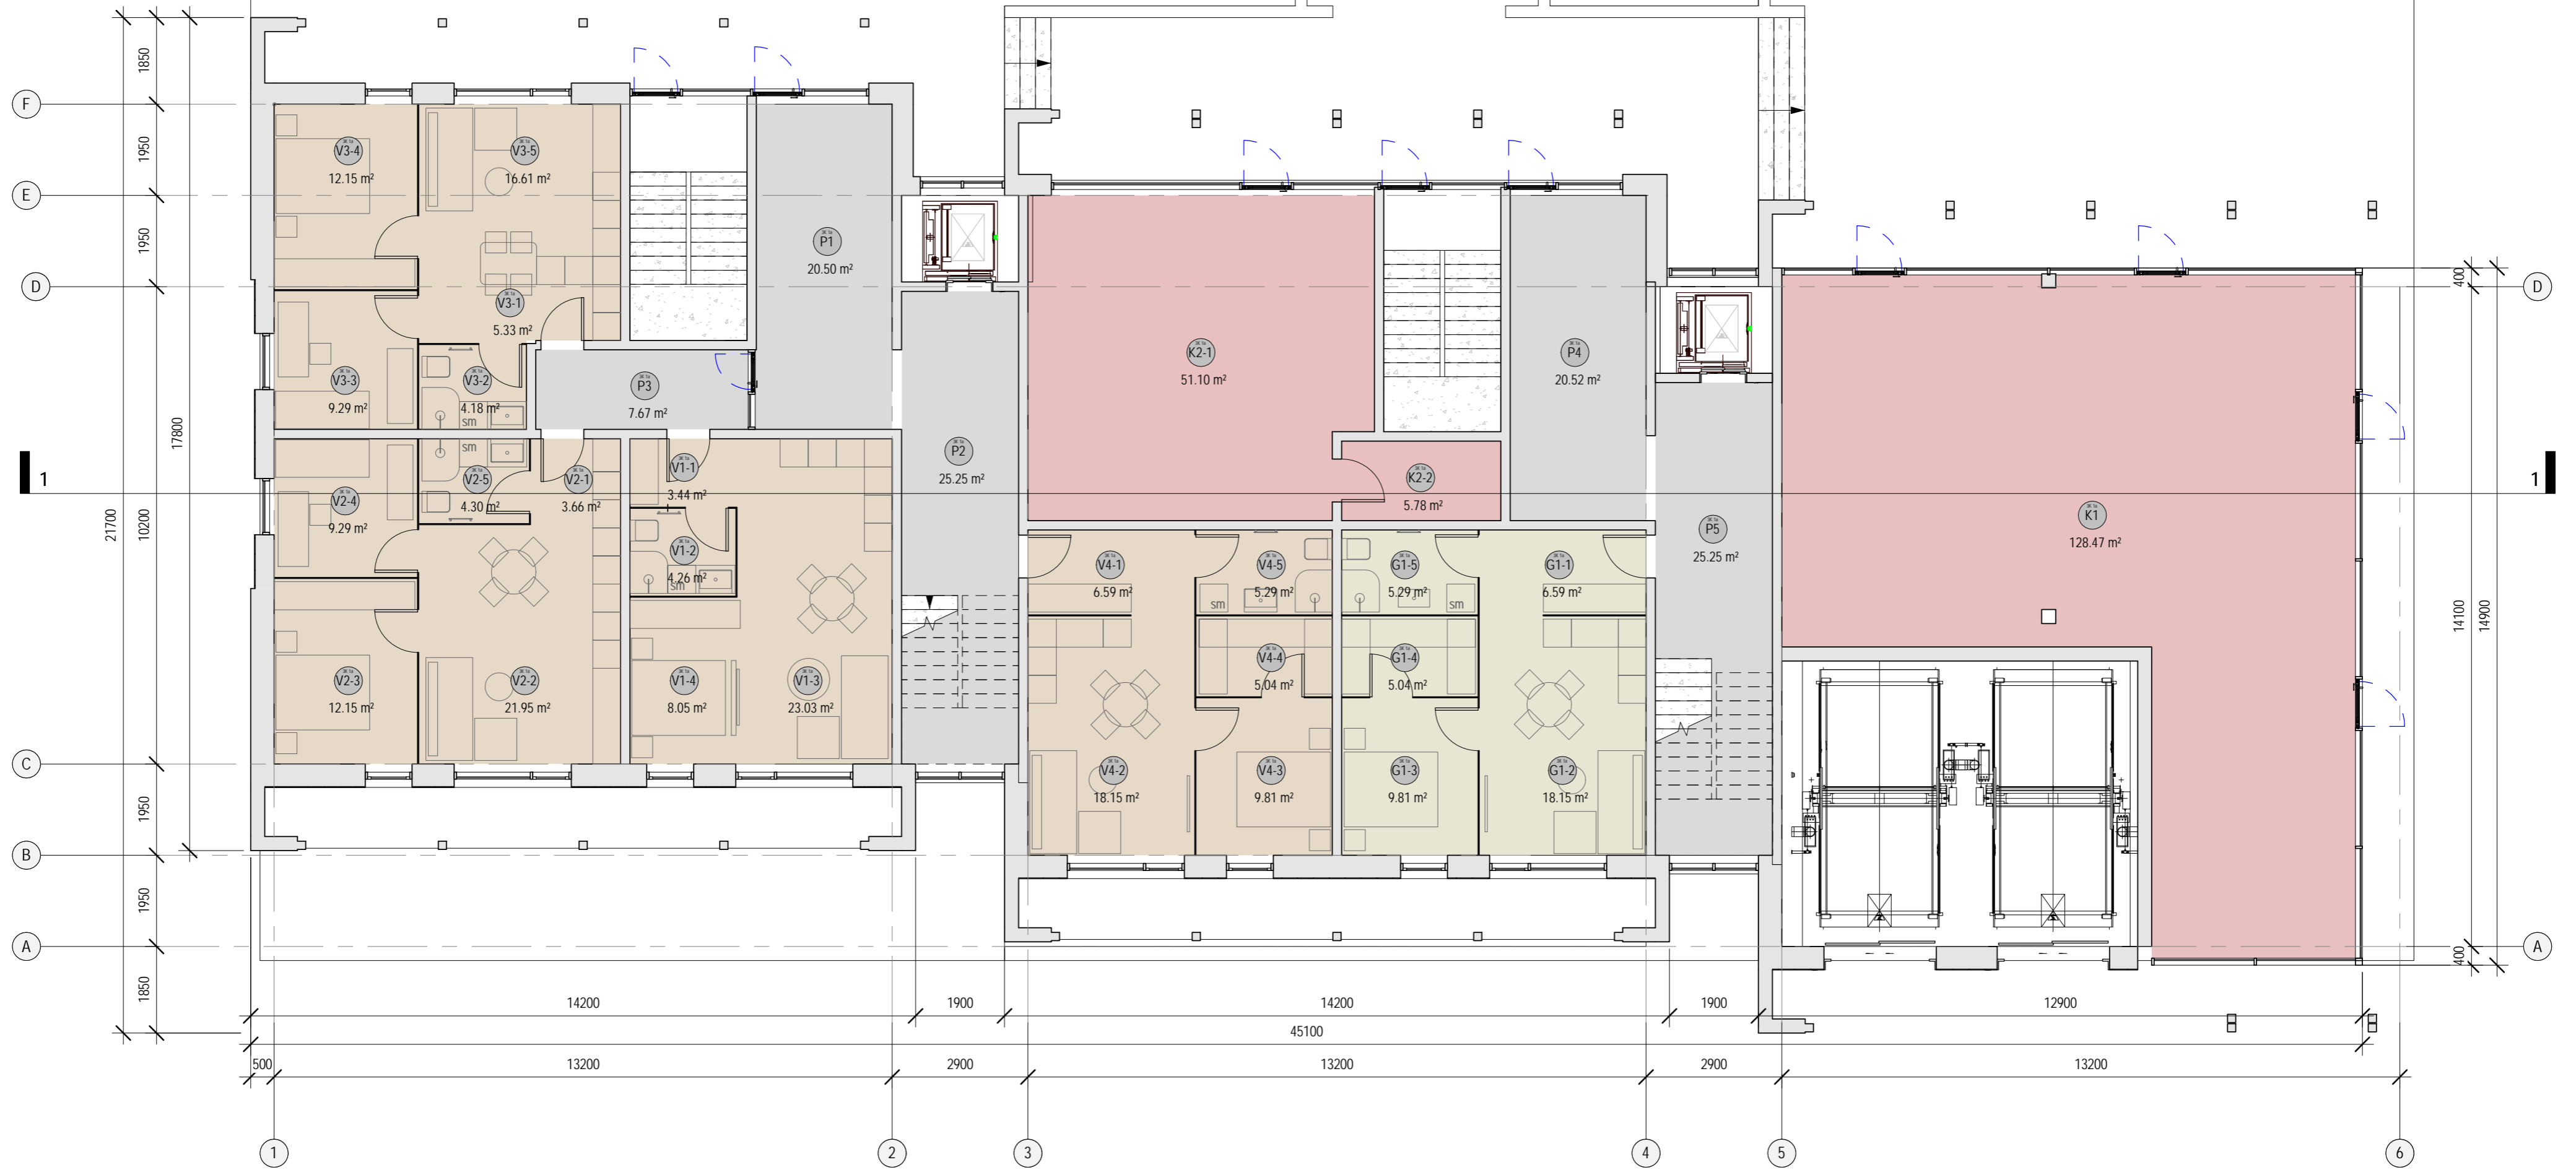 1850
F
1950
E
1950
D
17800
21700
10200
1
C
1950
B
1950
A
1850
V3-4
12.15 m²
V3-5
16.61 m²
V3-1
5.33 m²
V3-3
9.29 m²
V3-2
4.18 m²
sm
P3
7.67 m²
P1
20.50 m²
sm
V2-5
4.30 m²
V2-1
3.66 m²
V2-4
9.29 m²
V1-1
3.44 m²
V1-2
4.26 m²
sm
V2-3
12.15 m²
V2-2
21.95 m²
V1-4
8.05 m²
V1-3
23.03 m²
P2
25.25 m²
K2-1
51.10 m²
K2-2
5.78 m²
P4
20.52 m²
V4-1
6.59 m²
V4-5
5.29 m²
sm
G1-5
5.29 m²
sm
G1-1
6.59 m²
V4-4
5.04 m²
G1-4
5.04 m²
V4-2
18.15 m²
V4-3
9.81 m²
G1-3
9.81 m²
G1-2
18.15 m²
P5
25.25 m²
K1
128.47 m²
400
D
1
14100
14900
400
A
14200
1900
14200
1900
12900
45100
500
13200
2900
13200
2900
13200
1
2
3
4
5
6